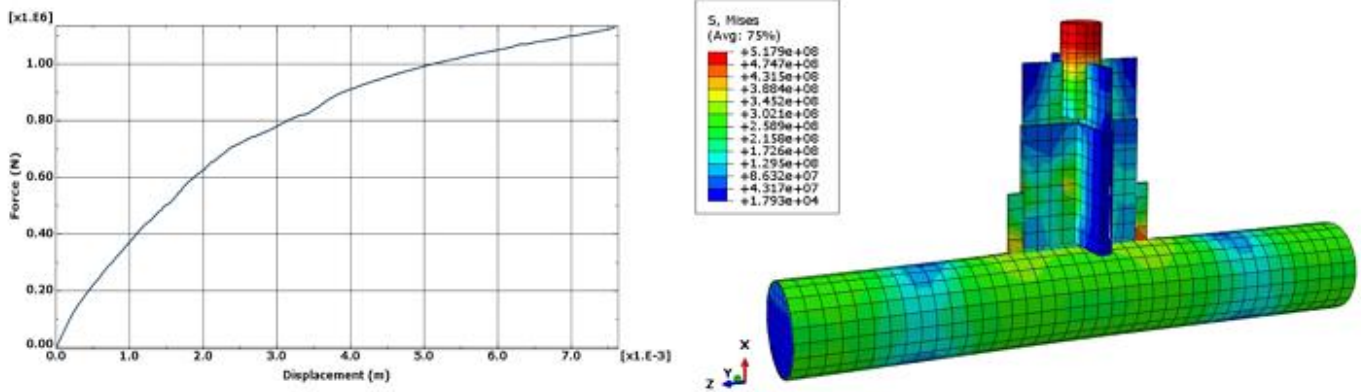 [x1.E6]
1.00
0.80
0.60
0.40
0.20
0.00
Force (N)
0.0 1.0 2.0 3.0 4.0 5.0 6.0 7.0 [x1.E-3]
Displacement (m)
S, Mises
(Avg: 75%)
+5.179e+08
+4.747e+08
+4.315e+08
+3.884e+08
+3.452e+08
+3.021e+08
+2.589e+08
+2.158e+08
+1.726e+08
+1.295e+08
+8.632e+07
+4.317e+07
+1.793e+04
X
Y
Z